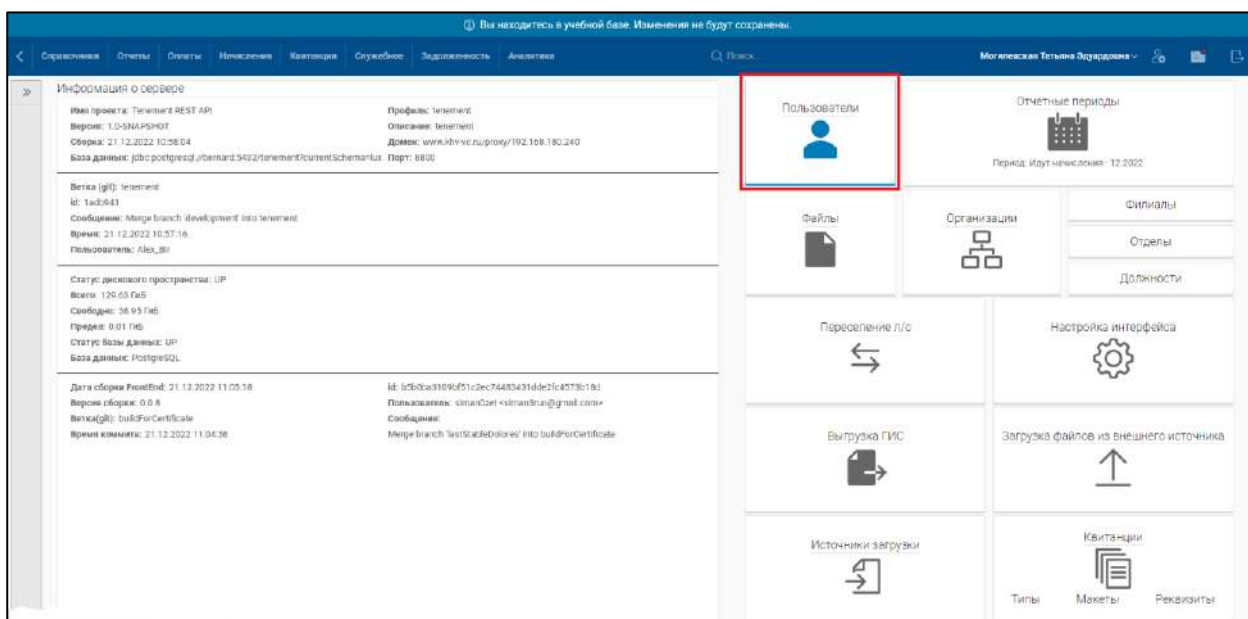 Вы находитесь в учебной базе. Изменения не будут сохранены.
Справочники Отчеты Оплаты Начисления Квитанции Служебное Задолженность Аналитика Поиск... Могилевская Татьяна Эдуардовна
Информация о сервере
Имя проекта: Tenement REST API
Версия: 1.0-SNAPSHOT
Сборка: 21.12.2022 10:58:04
База данных: jdbc:postgresql://bernard:5432/tenement?currentSchema=lux
Профиль: tenement
Описание: tenement
Домен: www.khv-vc.ru/proxy/192.168.180.240
Порт: 8800
Ветка (git): tenement
id:
Сообщение: Merge branch 'development' into tenement
Время: 21.12.2022 10:57:16
Пользователь:
Статус дискового пространства: UP
Всего: 129.63 ГиБ
Свободно: 38.95 ГиБ
Предел: 0.01 ГиБ
Статус базы данных: UP
База данных: PostgreSQL
Дата сборки FrontEnd: 21.12.2022 11:05:18
Версия сборки: 0.0.8
Ветка(git): buildForCertificate
Время коммита: 21.12.2022 11:04:36
id:
Пользователь:
Сообщение:
Merge branch 'lastStableDolores' into buildForCertificate
Пользователи
Отчетные периоды
Период: Идут начисления - 12.2022
Файлы
Организации
Филиалы
Отделы
Должности
Переселение л/с
Настройка интерфейса
Выгрузка ГИС
Загрузка файлов из внешнего источника
Источники загрузки
Квитанции
Типы Макеты Реквизиты